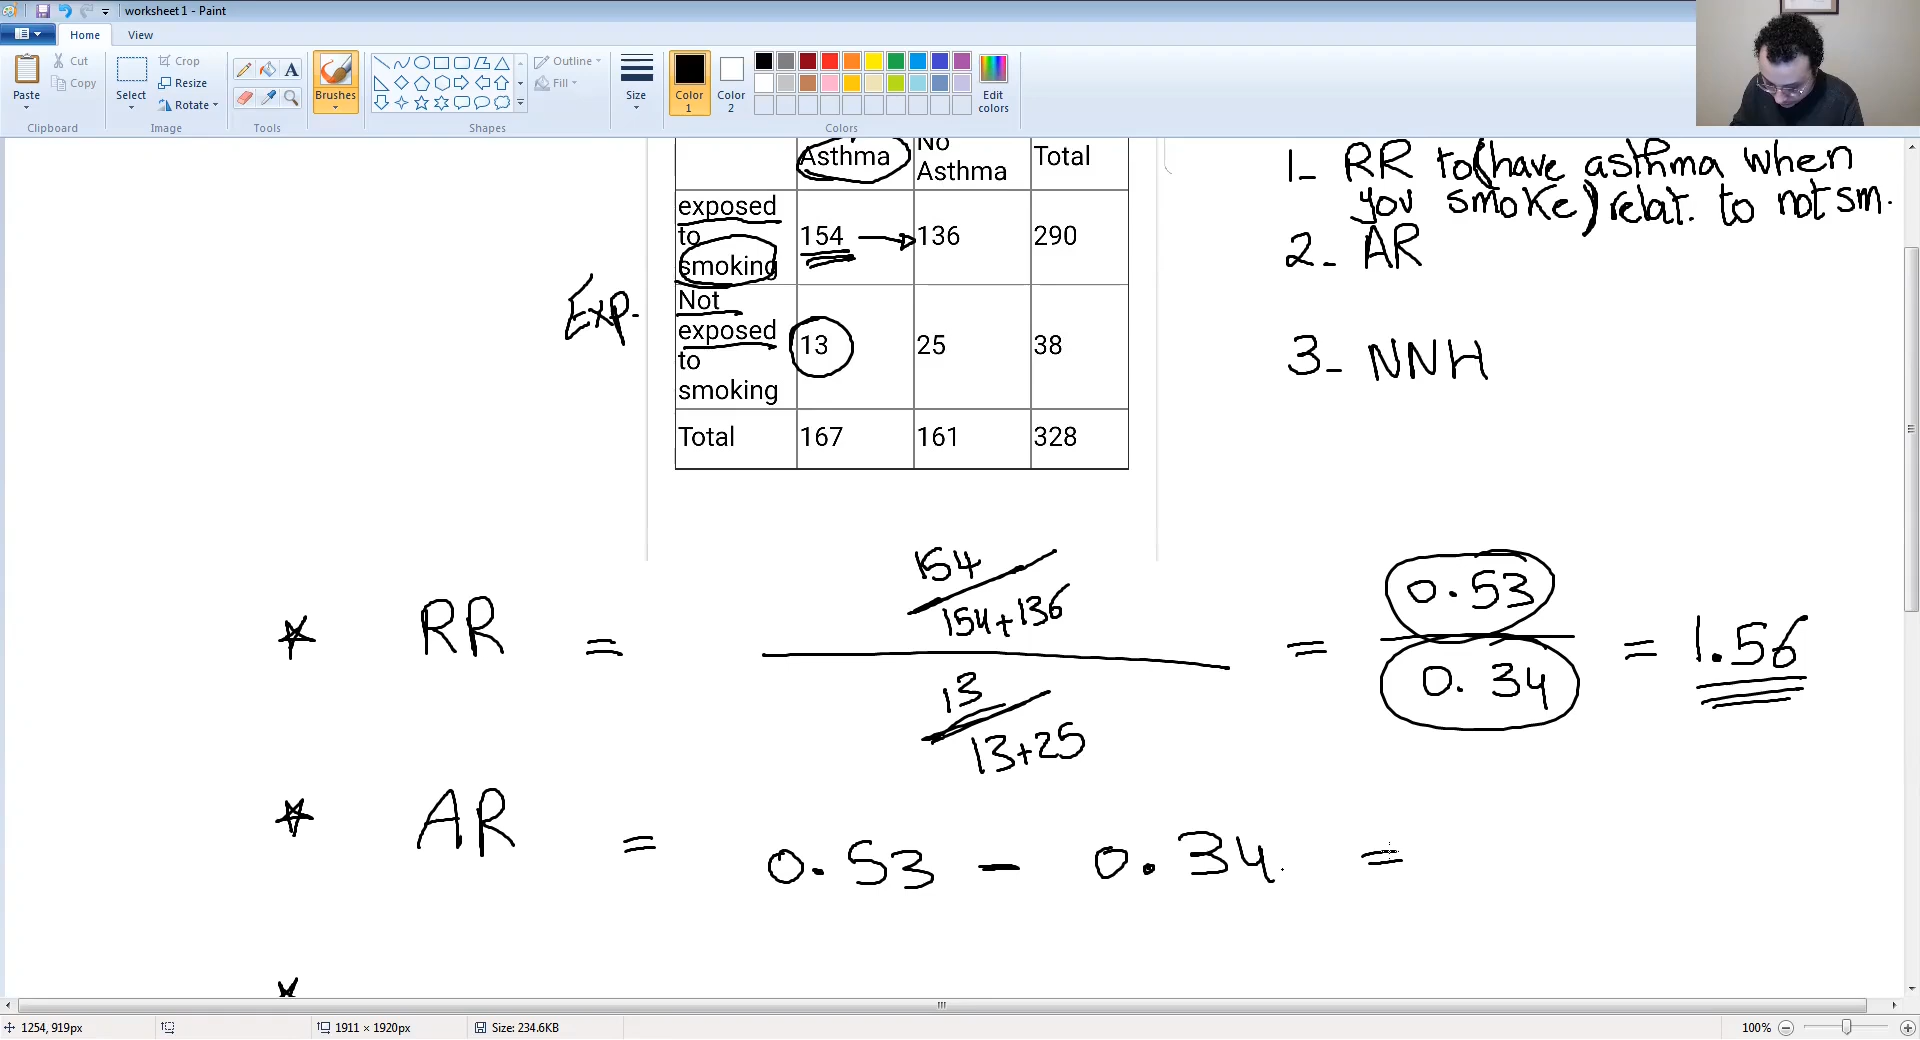 worksheet 1 - Paint
Home View
Cut
Copy
Paste
Clipboard
Crop
Resize
Rotate
Select
Image
Tools
Brushes
Outline
Fill
Shapes
Size
Color
1
Color
2
Edit
colors
Colors
Asthma No Asthma Total
exposed to smoking 154 136 290
Not exposed to smoking 13 25 38
Total 167 161 328
Exp.
1- RR to (have asthma when
you smoke) relat. to not sm.
2- AR
3- NNH
RR = 154 / 154+136 / 13 / 13+25 = 0.53 / 0.34 = 1.56
AR = 0.53 - 0.34 =
1254, 919px 1911 × 1920px Size: 234.6KB 100%